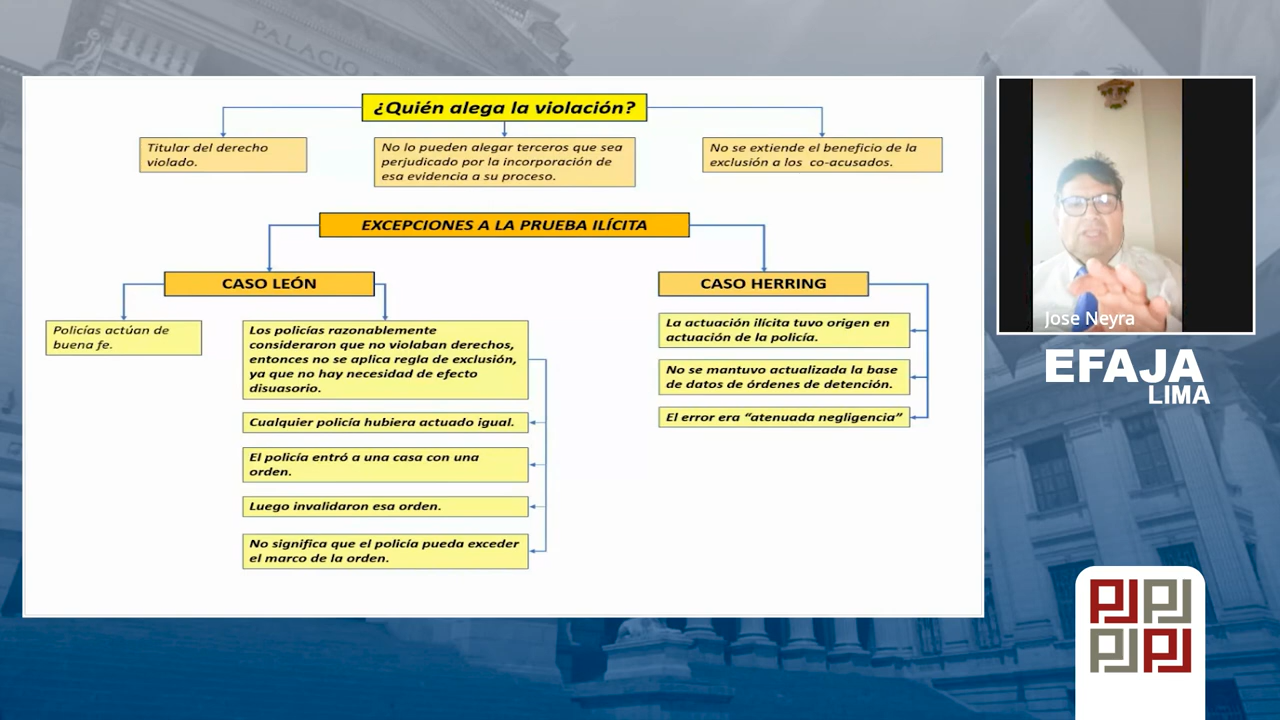 PALACIO
¿Quién alega la violación?
Titular del derecho
violado.
No lo pueden alegar terceros que sea
perjudicado por la incorporación de
esa evidencia a su proceso.
No se extiende el beneficio de la
exclusión a los co-acusados.
EXCEPCIONES A LA PRUEBA ILÍCITA
CASO LEÓN
CASO HERRING
Policías actúan de
buena fe.
Los policías razonablemente
consideraron que no violaban derechos,
entonces no se aplica regla de exclusión,
ya que no hay necesidad de efecto
disuasorio.
Cualquier policía hubiera actuado igual.
El policía entró a una casa con una
orden.
Luego invalidaron esa orden.
No significa que el policía pueda exceder
el marco de la orden.
La actuación ilícita tuvo origen en
actuación de la policía.
No se mantuvo actualizada la base
de datos de órdenes de detención.
El error era “atenuada negligencia”
Jose Neyra
EFAJA
LIMA
PJ PJ
PJ PJ